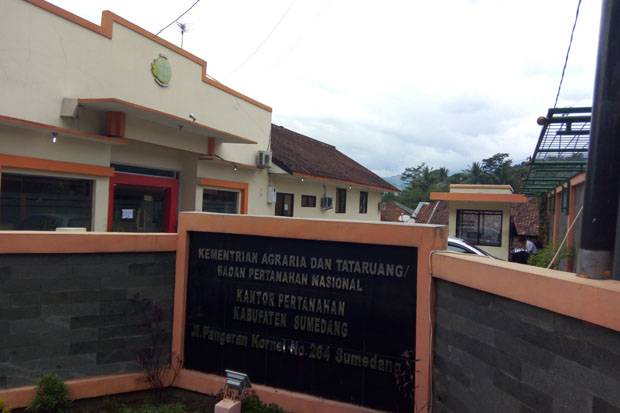 KEMENTRIAN AGRARIA DAN TATARUANG/
BADAN PERTANAHAN NASIONAL
KANTOR PERTANAHAN
KABUPATEN SUMEDANG
Jl.Pangeran Kornel No.264 Sumedang